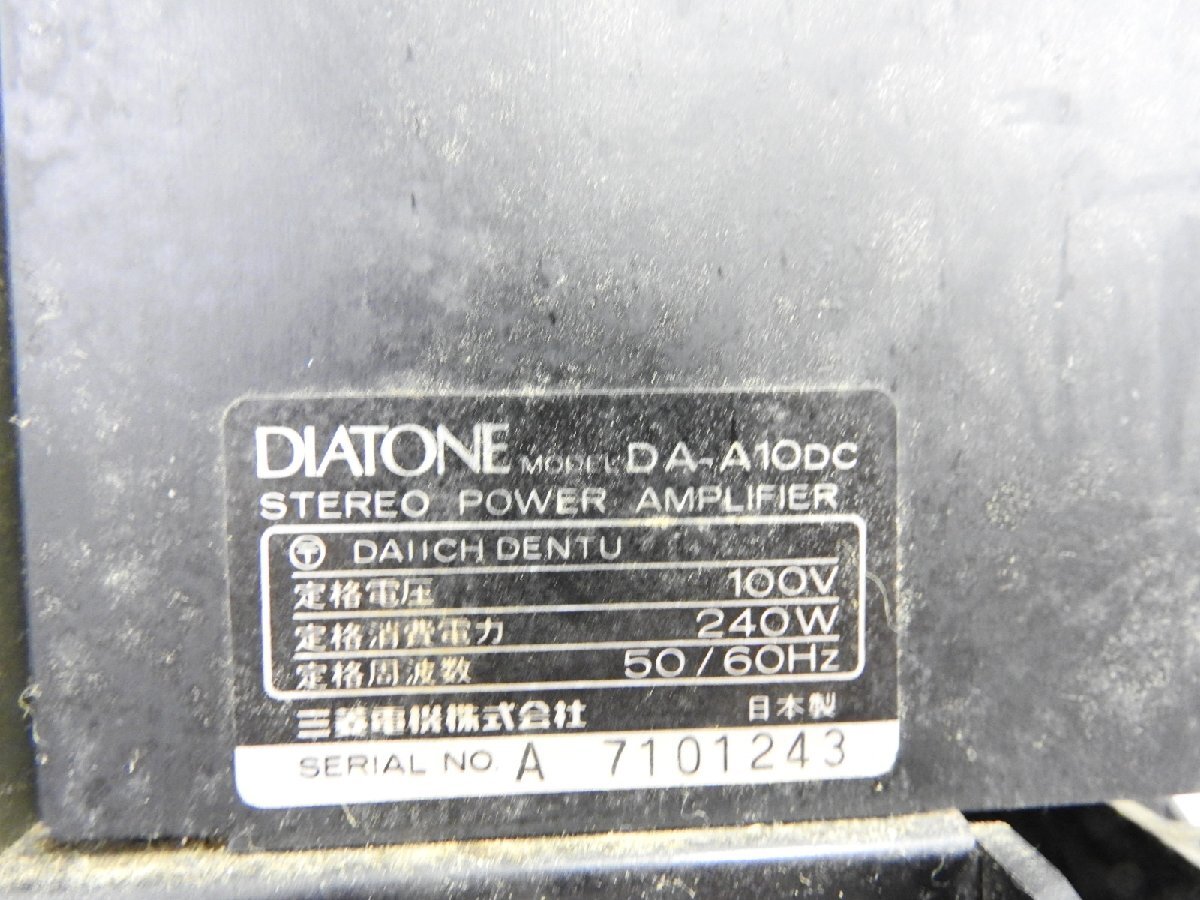 DIATONE MODEL DA-A10DC
STEREO POWER AMPLIFIER
〒 DAIICH DENTU
定格電圧 100V
定格消費電力 240W
定格周波数 50/60Hz
三菱電機株式会社 日本製
SERIAL NO. A 7101243